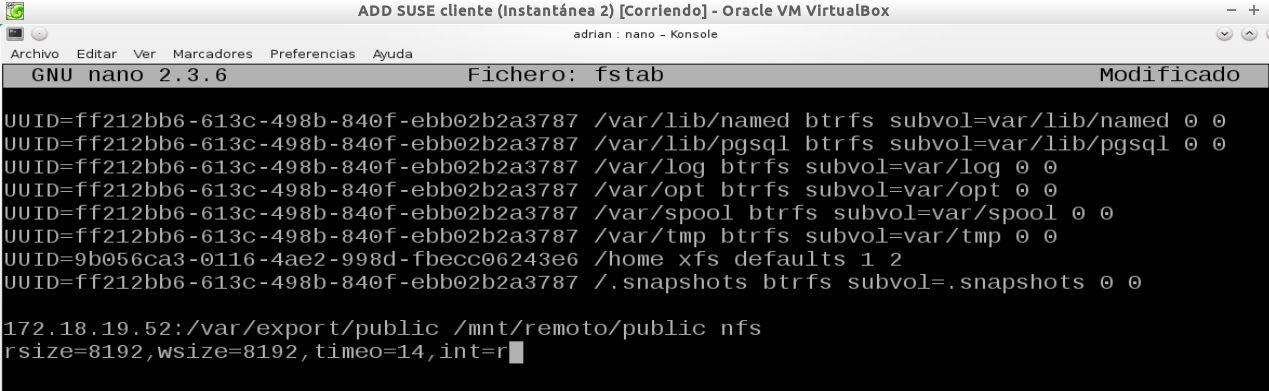 ADD SUSE cliente (Instantánea 2) [Corriendo] - Oracle VM VirtualBox
adrian : nano – Konsole
Archivo Editar Ver Marcadores Preferencias Ayuda
GNU nano 2.3.6 Fichero: fstab Modificado
UUID=ff212bb6-613c-498b-840f-ebb02b2a3787 /var/lib/named btrfs subvol=var/lib/named 0 0
UUID=ff212bb6-613c-498b-840f-ebb02b2a3787 /var/lib/pgsql btrfs subvol=var/lib/pgsql 0 0
UUID=ff212bb6-613c-498b-840f-ebb02b2a3787 /var/log btrfs subvol=var/log 0 0
UUID=ff212bb6-613c-498b-840f-ebb02b2a3787 /var/opt btrfs subvol=var/opt 0 0
UUID=ff212bb6-613c-498b-840f-ebb02b2a3787 /var/spool btrfs subvol=var/spool 0 0
UUID=ff212bb6-613c-498b-840f-ebb02b2a3787 /var/tmp btrfs subvol=var/tmp 0 0
UUID=9b056ca3-0116-4ae2-998d-fbecc06243e6 /home xfs defaults 1 2
UUID=ff212bb6-613c-498b-840f-ebb02b2a3787 /.snapshots btrfs subvol=.snapshots 0 0
172.18.19.52:/var/export/public /mnt/remoto/public nfs
rsize=8192,wsize=8192,timeo=14,int=r